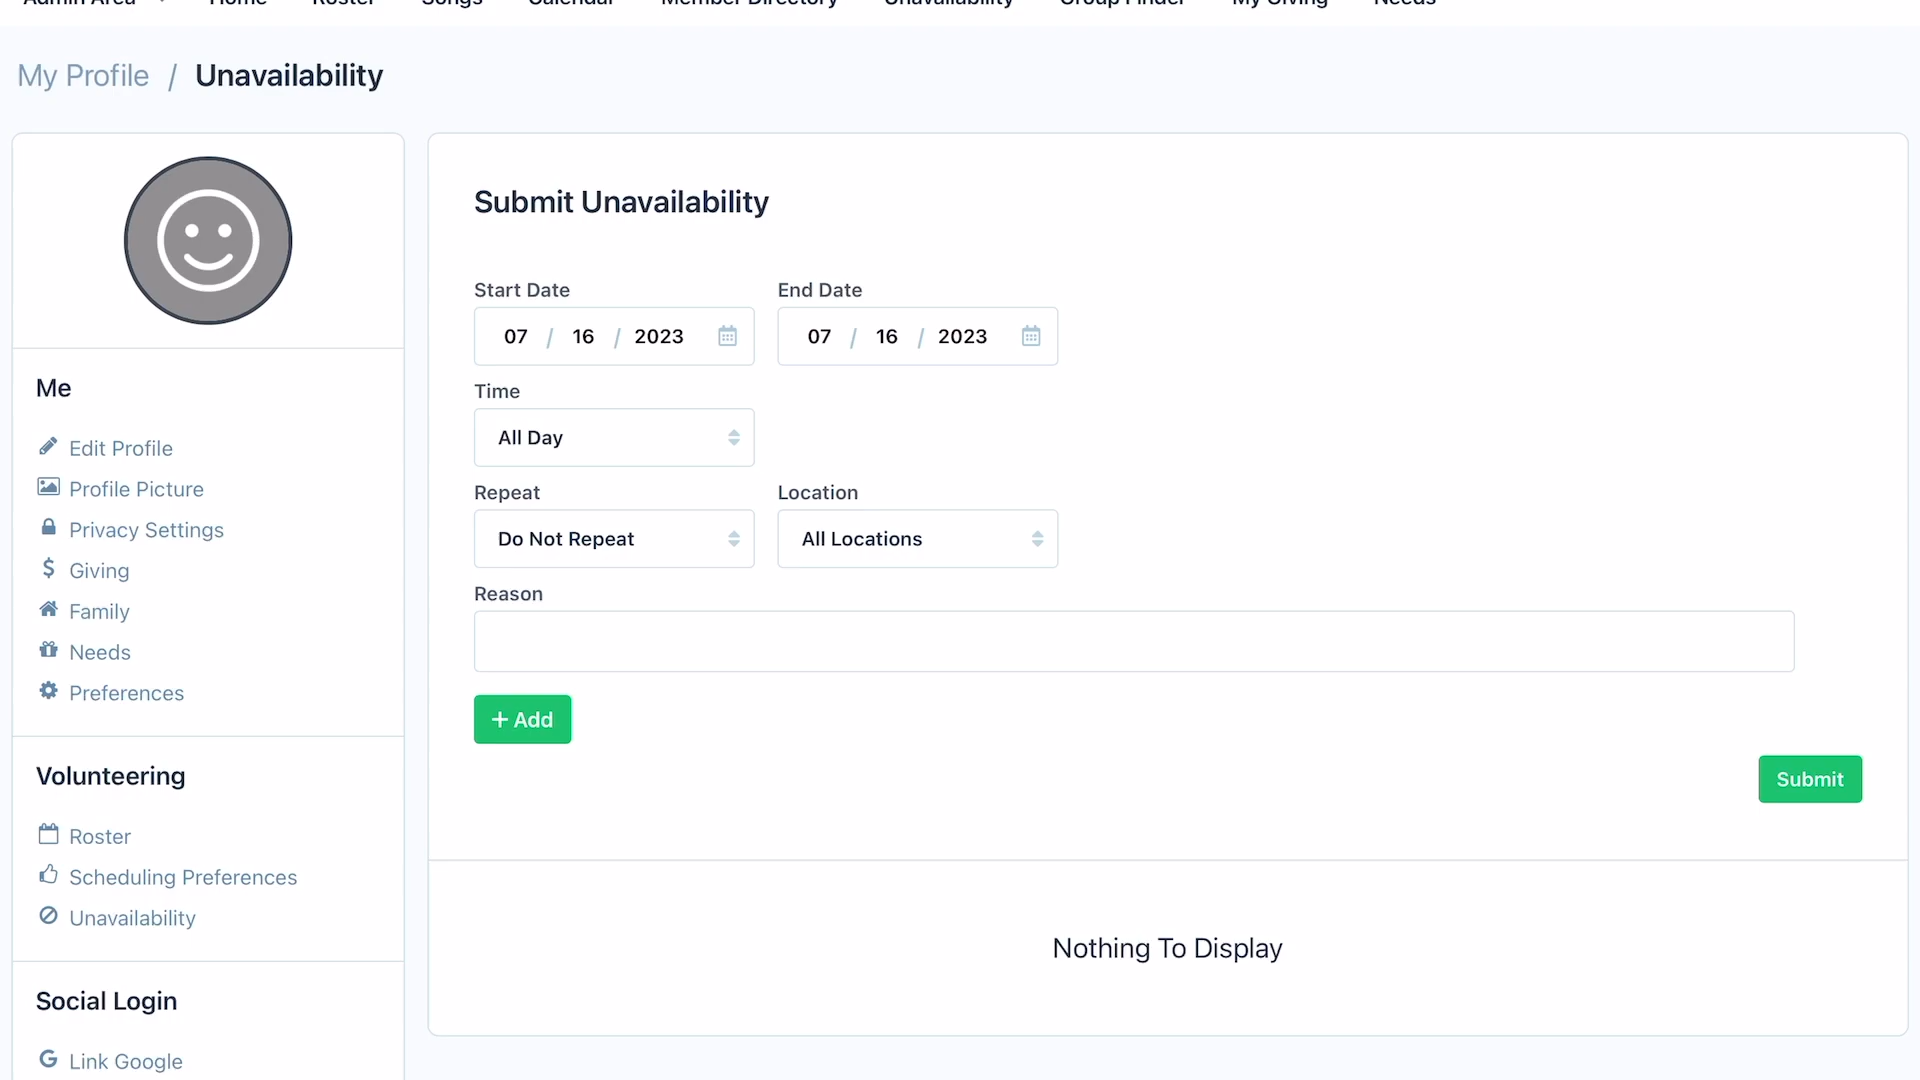 Admin Area Home Roster Songs Calendar Member Directory Unavailability Group Finder My Giving Needs
My Profile / Unavailability
Submit Unavailability
Start Date End Date
07 / 16 / 2023 07 / 16 / 2023
Time
All Day
Repeat Location
Do Not Repeat All Locations
Reason
+ Add
Submit
Nothing To Display
Me
Edit Profile
Profile Picture
Privacy Settings
Giving
Family
Needs
Preferences
Volunteering
Roster
Scheduling Preferences
Unavailability
Social Login
Link Google